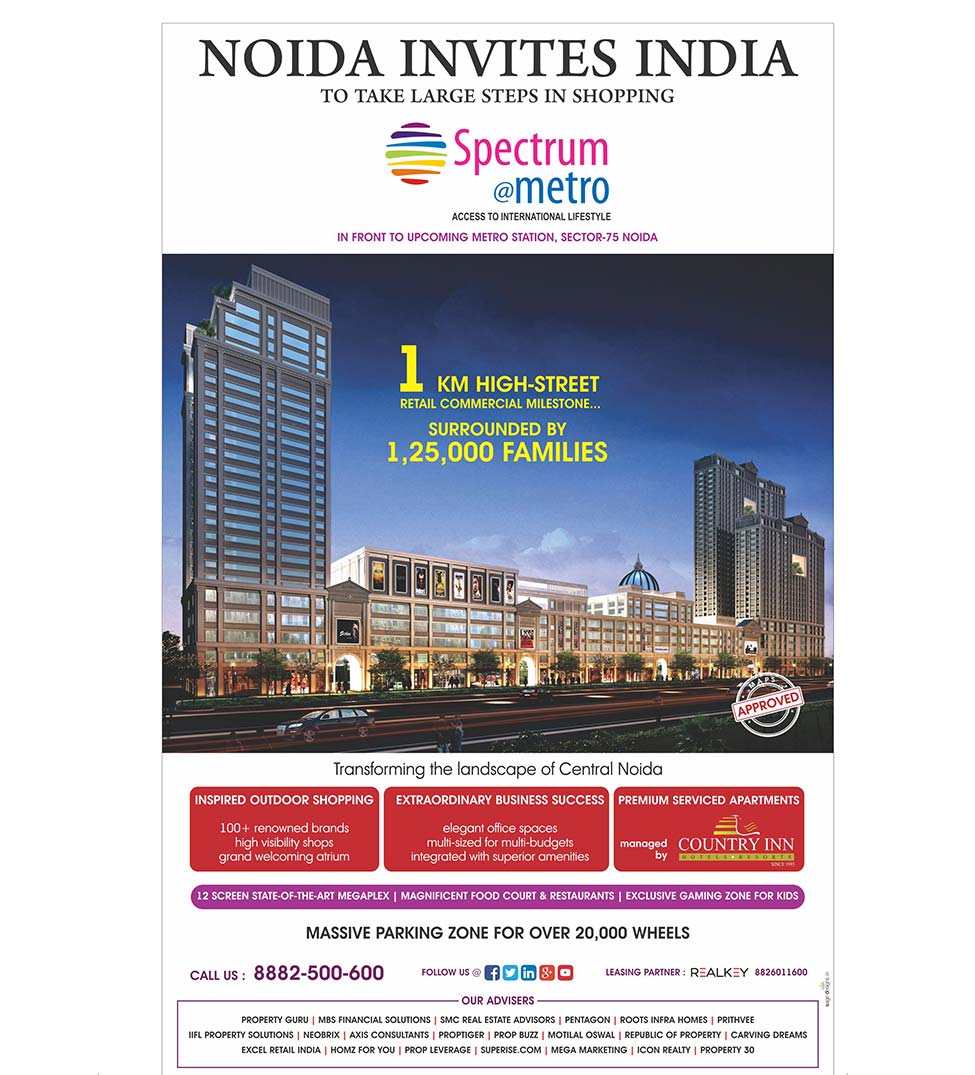 NOIDA INVITES INDIA
TO TAKE LARGE STEPS IN SHOPPING
Spectrum
@metro
ACCESS TO INTERNATIONAL LIFESTYLE
IN FRONT TO UPCOMING METRO STATION, SECTOR-75 NOIDA
1 KM HIGH-STREET
RETAIL COMMERCIAL MILESTONE...
SURROUNDED BY
1,25,000 FAMILIES
MAPS
APPROVED
Transforming the landscape of Central Noida
INSPIRED OUTDOOR SHOPPING
100+ renowned brands
high visibility shops
grand welcoming atrium
EXTRAORDINARY BUSINESS SUCCESS
elegant office spaces
multi-sized for multi-budgets
integrated with superior amenities
PREMIUM SERVICED APARTMENTS
managed
by
COUNTRY INN
HOTELS & RESORTS
SINCE 1993
12 SCREEN STATE-OF-THE-ART MEGAPLEX | MAGNIFICENT FOOD COURT & RESTAURANTS | EXCLUSIVE GAMING ZONE FOR KIDS
MASSIVE PARKING ZONE FOR OVER 20,000 WHEELS
CALL US : 8882-500-600
FOLLOW US @
LEASING PARTNER : REALKEY 8826011600
OUR ADVISERS
PROPERTY GURU | MBS FINANCIAL SOLUTIONS | SMC REAL ESTATE ADVISORS | PENTAGON | ROOTS INFRA HOMES | PRITHVEE
IIFL PROPERTY SOLUTIONS | NEOBRIX | AXIS CONSULTANTS | PROPTIGER | PROP BUZZ | MOTILAL OSWAL | REPUBLIC OF PROPERTY | CARVING DREAMS
EXCEL RETAIL INDIA | HOMZ FOR YOU | PROP LEVERAGE | SUPERISE.COM | MEGA MARKETING | ICON REALTY | PROPERTY 30